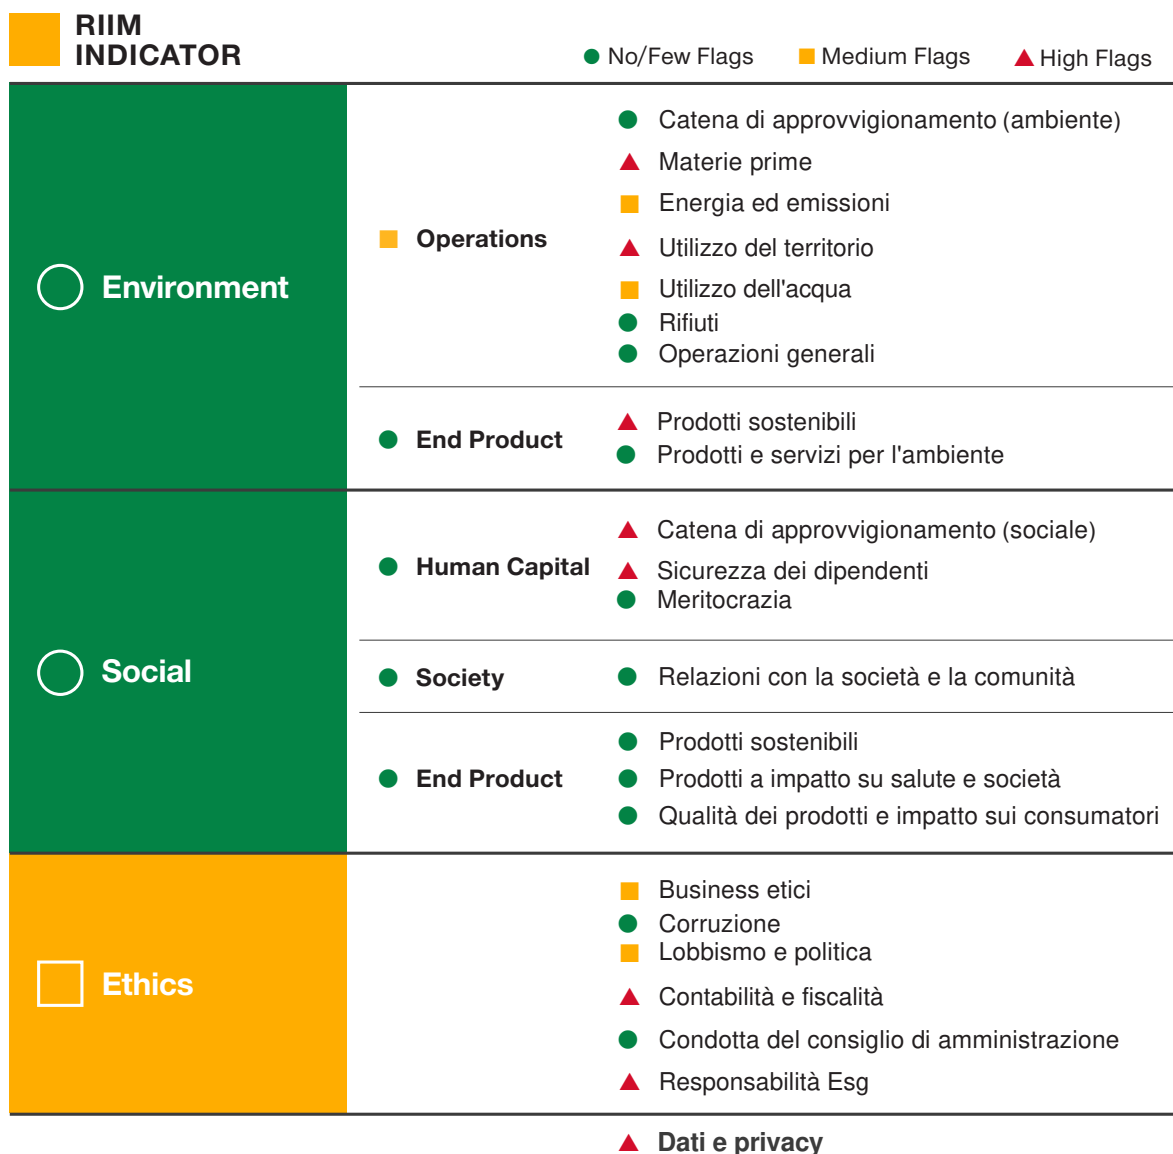 RIIM
INDICATOR
No/Few Flags
Medium Flags
High Flags
Environment
Operations
Catena di approvvigionamento (ambiente)
Materie prime
Energia ed emissioni
Utilizzo del territorio
Utilizzo dell'acqua
Rifiuti
Operazioni generali
End Product
Prodotti sostenibili
Prodotti e servizi per l'ambiente
Social
Human Capital
Catena di approvvigionamento (sociale)
Sicurezza dei dipendenti
Meritocrazia
Society
Relazioni con la società e la comunità
End Product
Prodotti sostenibili
Prodotti a impatto su salute e società
Qualità dei prodotti e impatto sui consumatori
Ethics
Business etici
Corruzione
Lobbismo e politica
Contabilità e fiscalità
Condotta del consiglio di amministrazione
Responsabilità Esg
Dati e privacy